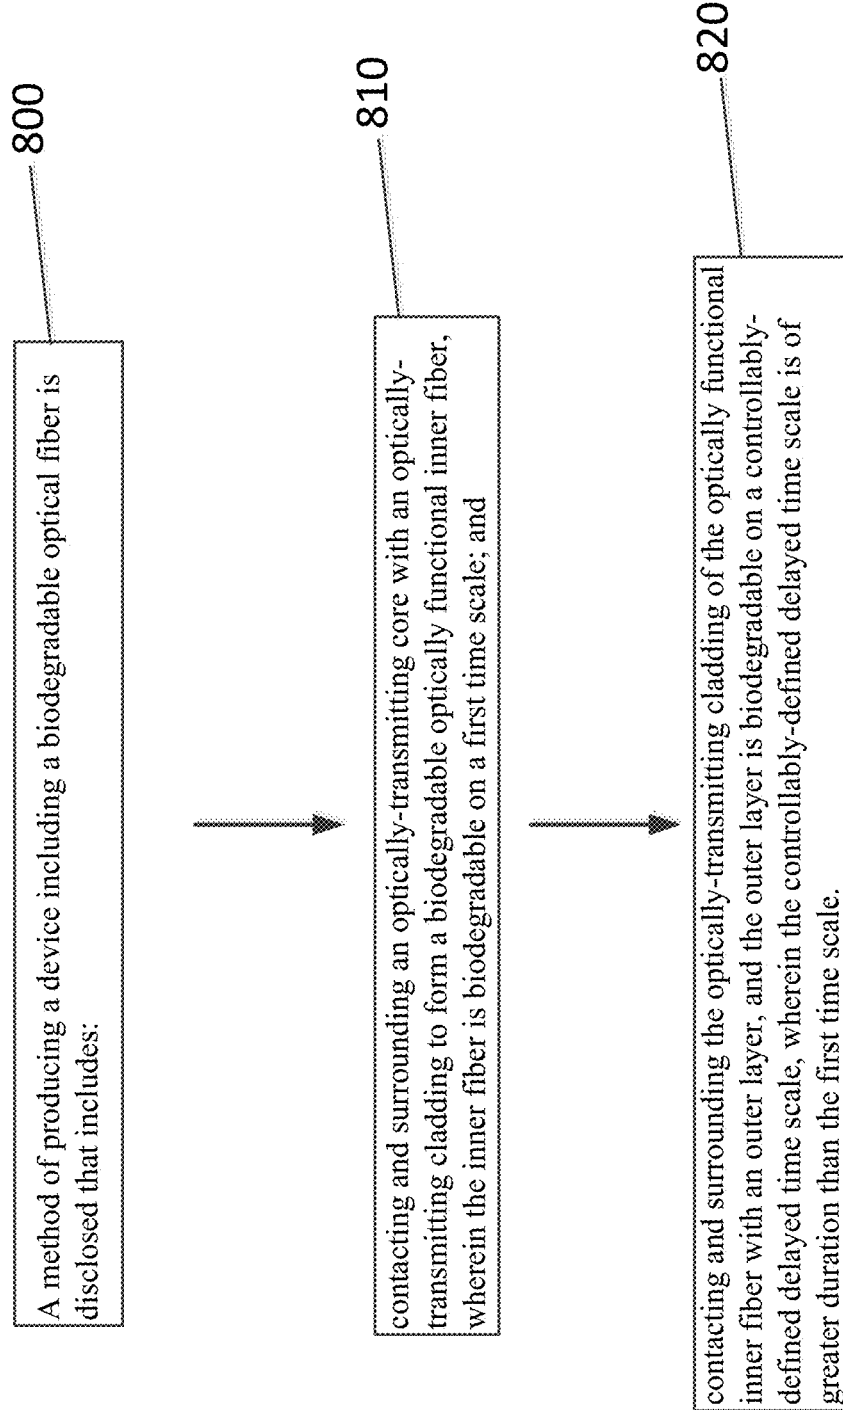 800
A method of producing a device including a biodegradable optical fiber is
disclosed that includes:
810
contacting and surrounding an optically-transmitting core with an optically-
transmitting cladding to form a biodegradable optically functional inner fiber,
wherein the inner fiber is biodegradable on a first time scale; and
820
contacting and surrounding the optically-transmitting cladding of the optically functional
inner fiber with an outer layer, and the outer layer is biodegradable on a controllably-
defined delayed time scale, wherein the controllably-defined delayed time scale is of
greater duration than the first time scale.